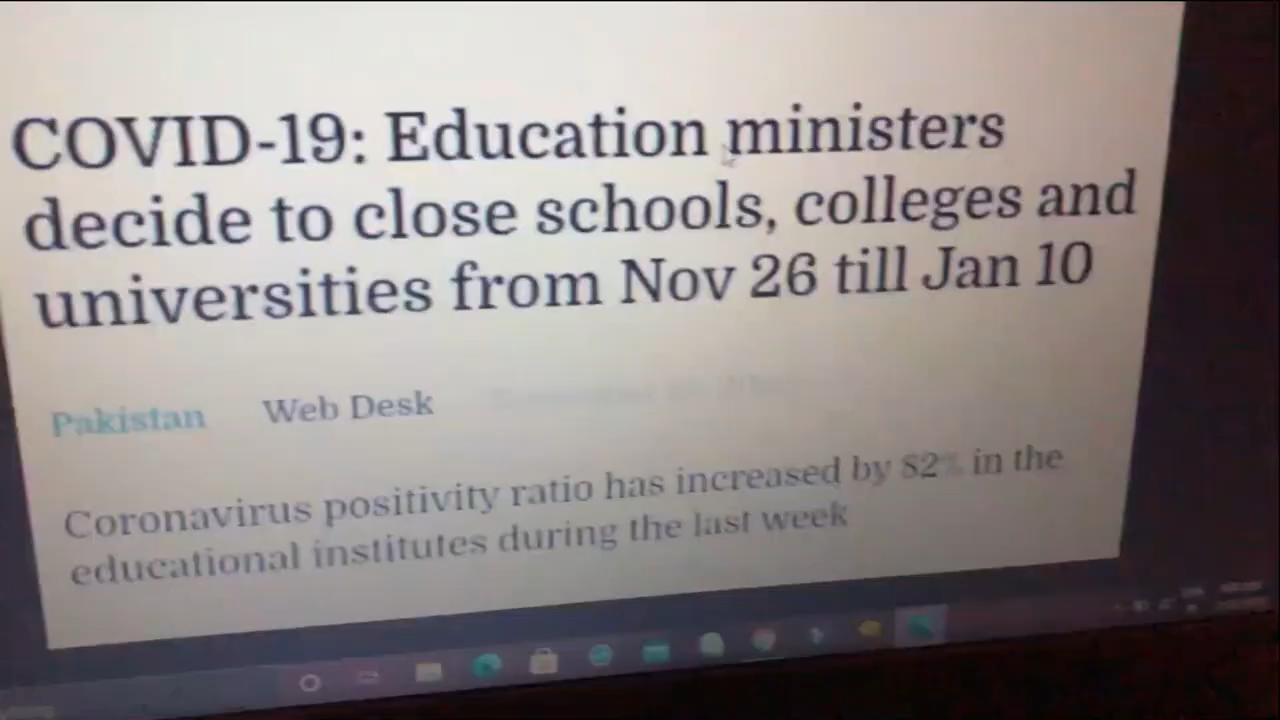 COVID-19: Education ministers
decide to close schools, colleges and
universities from Nov 26 till Jan 10
Pakistan Web Desk
Coronavirus positivity ratio has increased by 82% in the
educational institutes during the last week